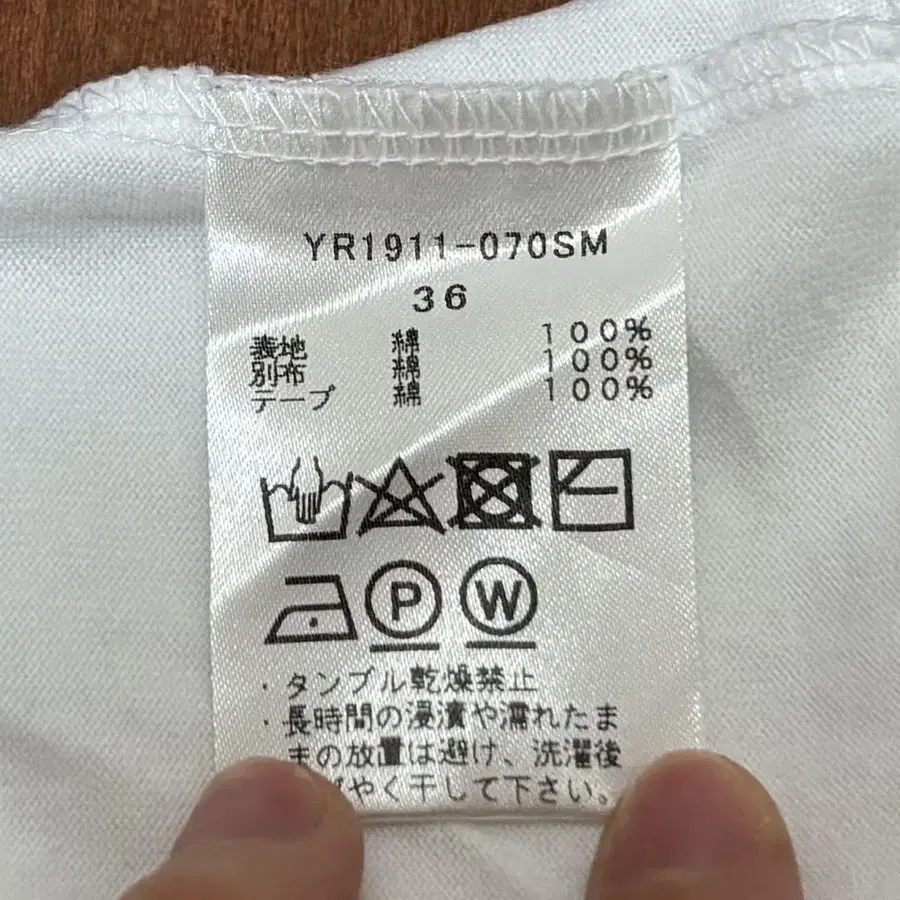 YR1911-070SM
36
表地 綿 100%
別布 綿 100%
テープ 綿 100%
P W
・タンブル乾燥禁止
・長時間の浸漬や濡れたま
まの放置は避け、洗濯後
やく干して下さい。